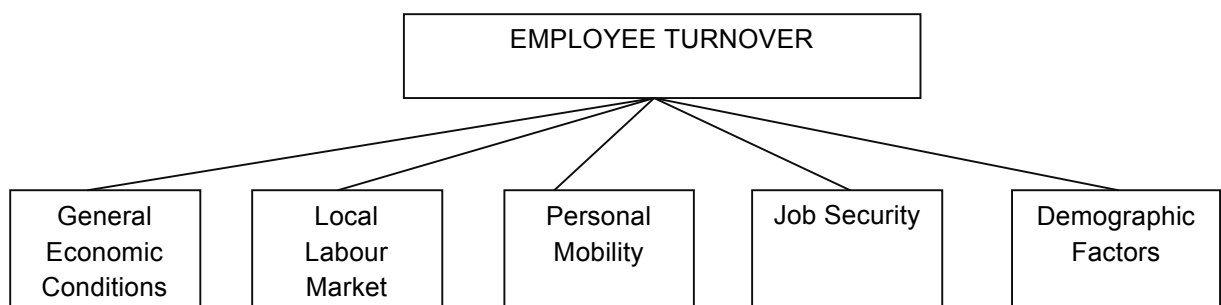 EMPLOYEE TURNOVER
General
Economic
Conditions
Local
Labour
Market
Personal
Mobility
Job Security
Demographic
Factors